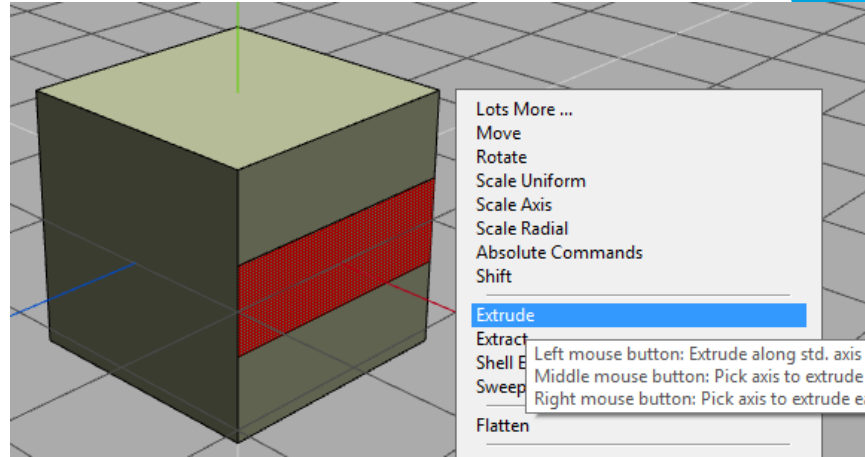 Lots More ...
Move
Rotate
Scale Uniform
Scale Axis
Scale Radial
Absolute Commands
Shift
Extrude
Extract
Shell E
Sweep
Left mouse button: Extrude along std. axis
Middle mouse button: Pick axis to extrude
Right mouse button: Pick axis to extrude ea
Flatten